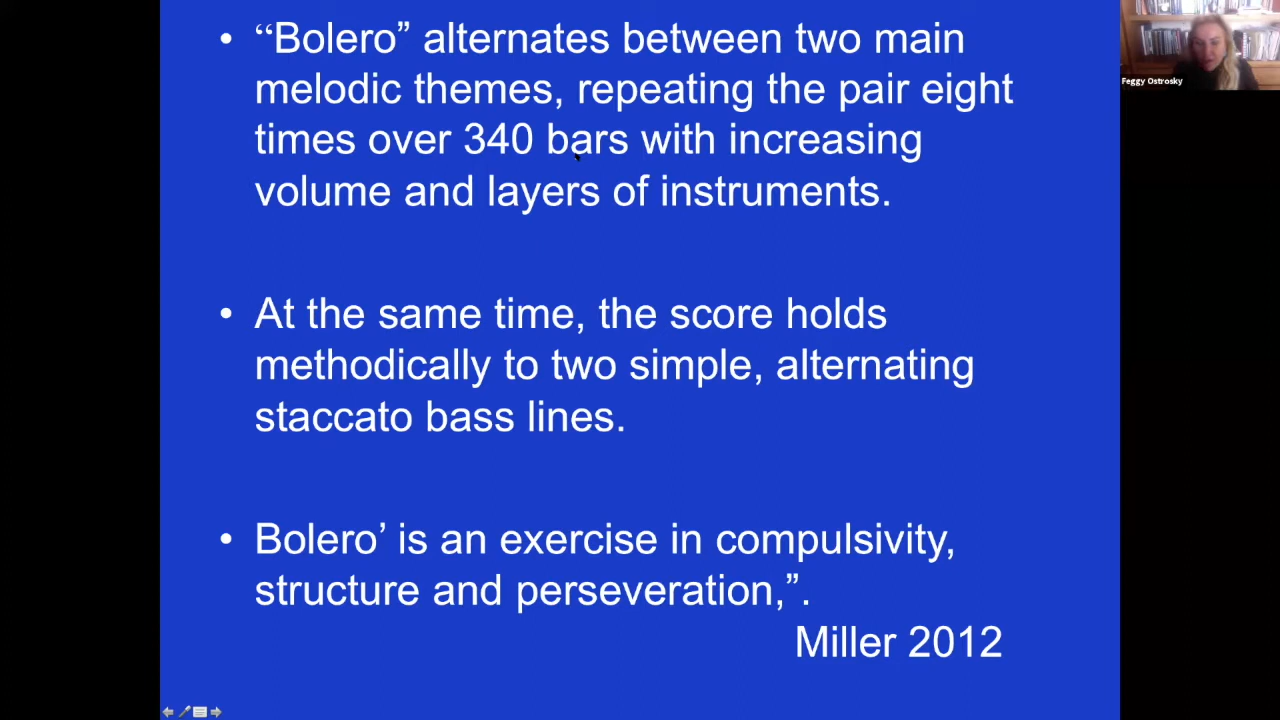 • “Bolero” alternates between two main
melodic themes, repeating the pair eight
times over 340 bars with increasing
volume and layers of instruments.
• At the same time, the score holds
methodically to two simple, alternating
staccato bass lines.
• Bolero’ is an exercise in compulsivity,
structure and perseveration,”.
Miller 2012
Feggy Ostrosky